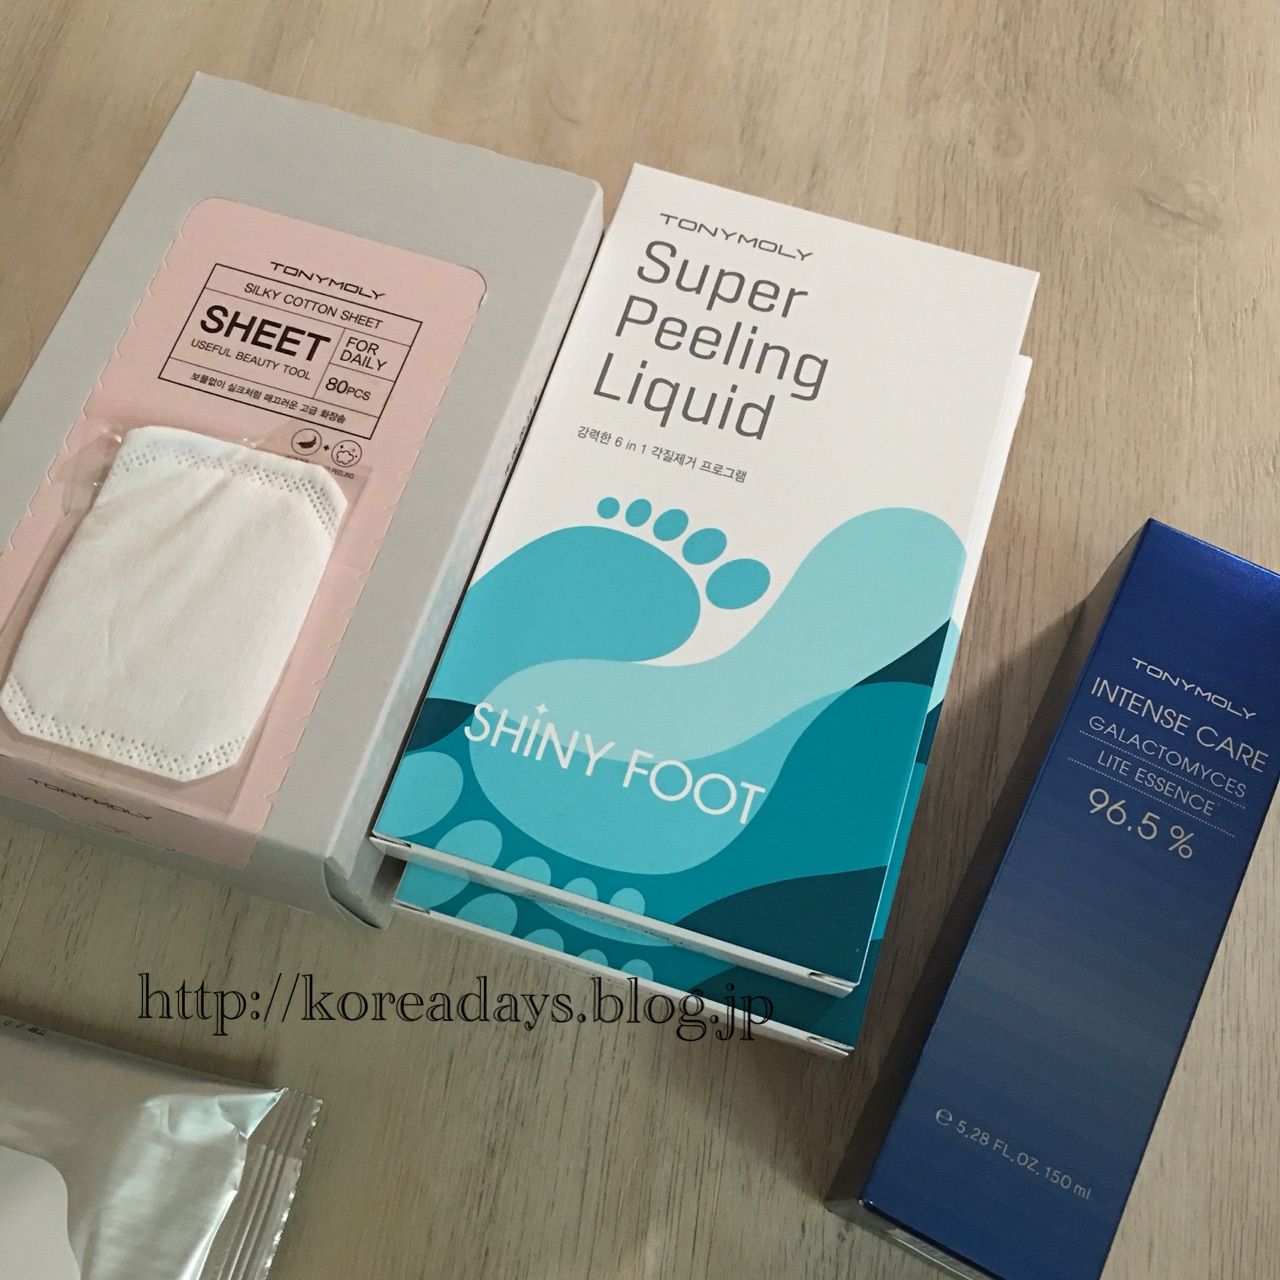 TONYMOLY
SILKY COTTON SHEET
SHEET
USEFUL BEAUTY TOOL
FOR
DAILY
80PCS
보풀없이 실크처럼 매끄러운 고급 화장솜
TONYMOLY
TONYMOLY
Super
Peeling
Liquid
강력한 6 in 1 각질제거 프로그램
SHINY FOOT
TONYMOLY
INTENSE CARE
GALACTOMYCES
LITE ESSENCE
96.5 %
℮ 5.28 FL.OZ. 150 ml
http://koreadays.blog.jp